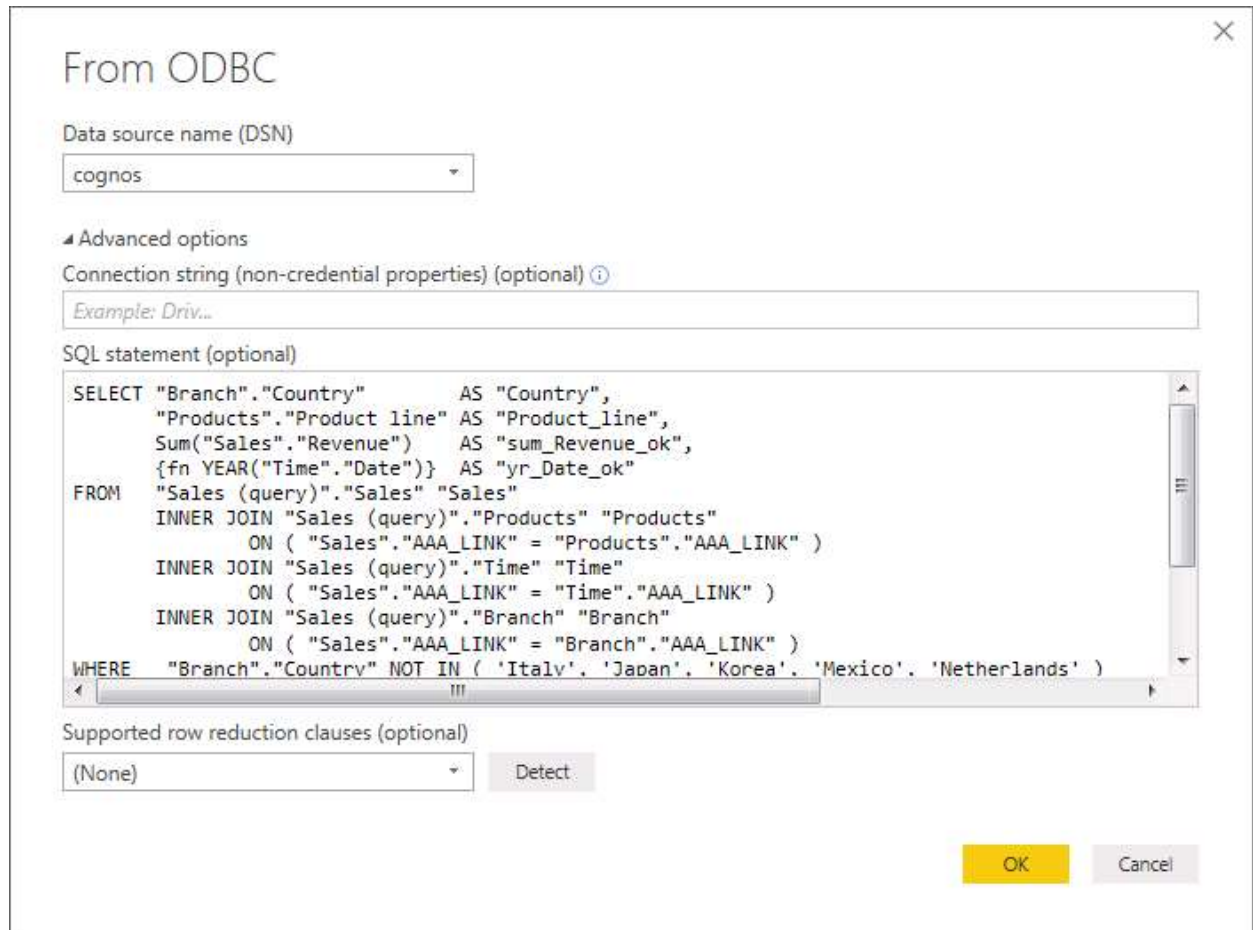 From ODBC
Data source name (DSN)
cognos
Advanced options
Connection string (non-credential properties) (optional)
Example: Driv...
SQL statement (optional)
SELECT "Branch"."Country"        AS "Country",
       "Products"."Product line" AS "Product_line",
       Sum("Sales"."Revenue")    AS "sum_Revenue_ok",
       {fn YEAR("Time"."Date")}  AS "yr_Date_ok"
FROM   "Sales (query)"."Sales" "Sales"
       INNER JOIN "Sales (query)"."Products" "Products"
               ON ( "Sales"."AAA_LINK" = "Products"."AAA_LINK" )
       INNER JOIN "Sales (query)"."Time" "Time"
               ON ( "Sales"."AAA_LINK" = "Time"."AAA_LINK" )
       INNER JOIN "Sales (query)"."Branch" "Branch"
               ON ( "Sales"."AAA_LINK" = "Branch"."AAA_LINK" )
WHERE   "Branch"."Country" NOT IN ( 'Italy', 'Japan', 'Korea', 'Mexico', 'Netherlands' )
Supported row reduction clauses (optional)
(None)
Detect
OK
Cancel